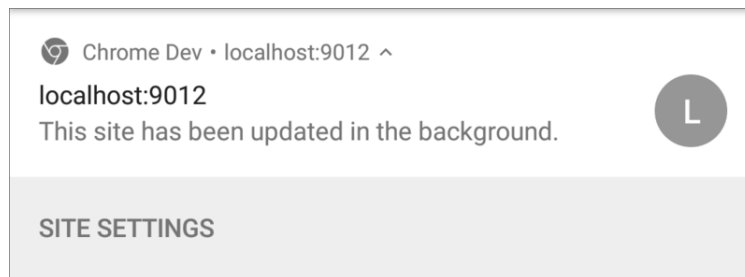 Chrome Dev • localhost:9012
localhost:9012
This site has been updated in the background.
L
SITE SETTINGS